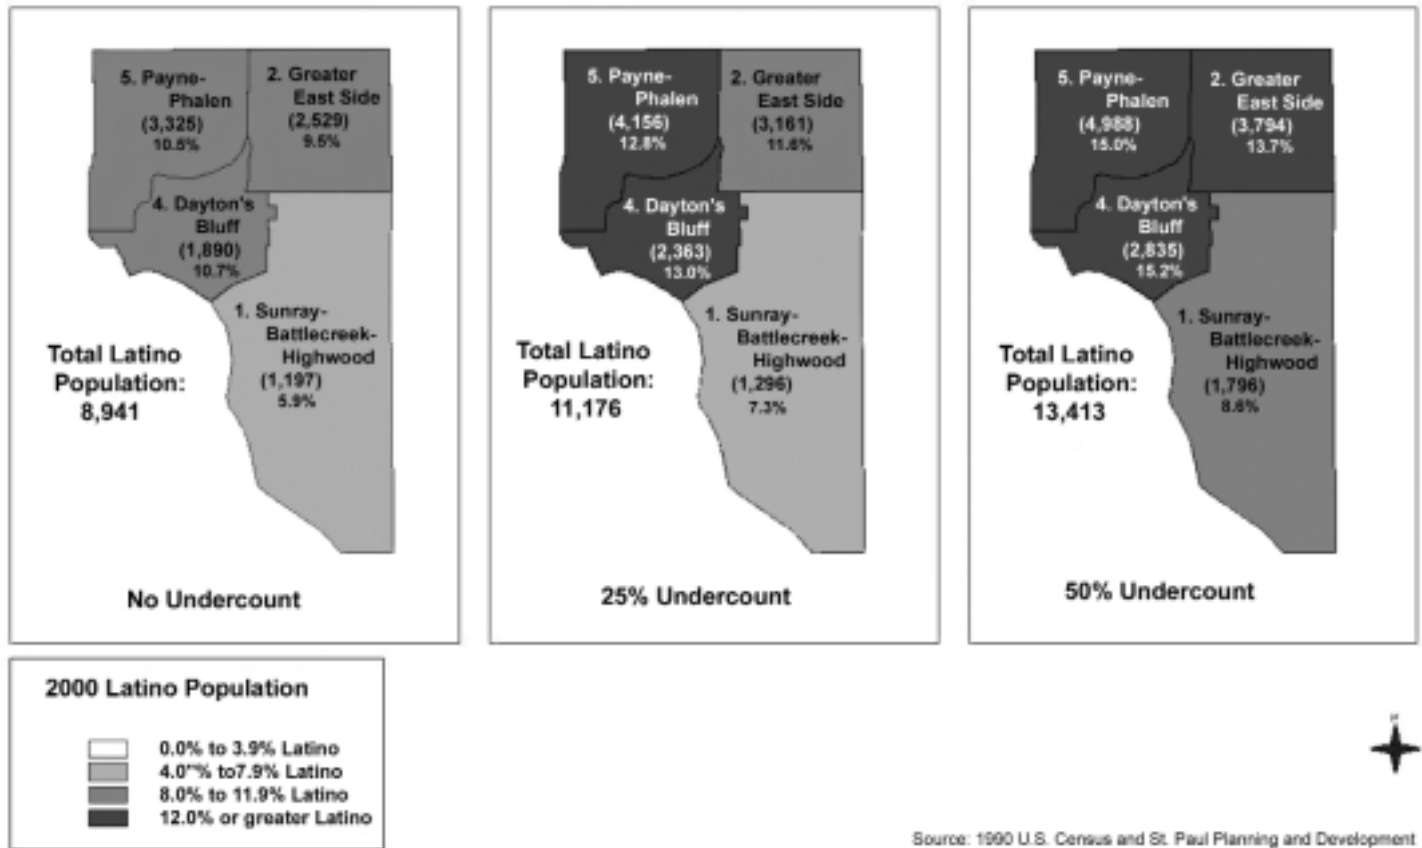 5. Payne-
Phalen
(3,325)
10.5%
2. Greater
East Side
(2,529)
9.5%
4. Dayton's
Bluff
(1,890)
10.7%
1. Sunray-
Battlecreek-
Highwood
(1,197)
5.9%
Total Latino
Population:
8,941
No Undercount
5. Payne-
Phalen
(4,156)
12.8%
2. Greater
East Side
(3,161)
11.6%
4. Dayton's
Bluff
(2,363)
13.0%
1. Sunray-
Battlecreek-
Highwood
(1,296)
7.3%
Total Latino
Population:
11,176
25% Undercount
5. Payne-
Phalen
(4,988)
15.0%
2. Greater
East Side
(3,794)
13.7%
4. Dayton's
Bluff
(2,835)
15.2%
1. Sunray-
Battlecreek-
Highwood
(1,796)
8.6%
Total Latino
Population:
13,413
50% Undercount
2000 Latino Population
0.0% to 3.9% Latino
4.0"% to7.9% Latino
8.0% to 11.9% Latino
12.0% or greater Latino
N
Source: 1990 U.S. Census and St. Paul Planning and Development